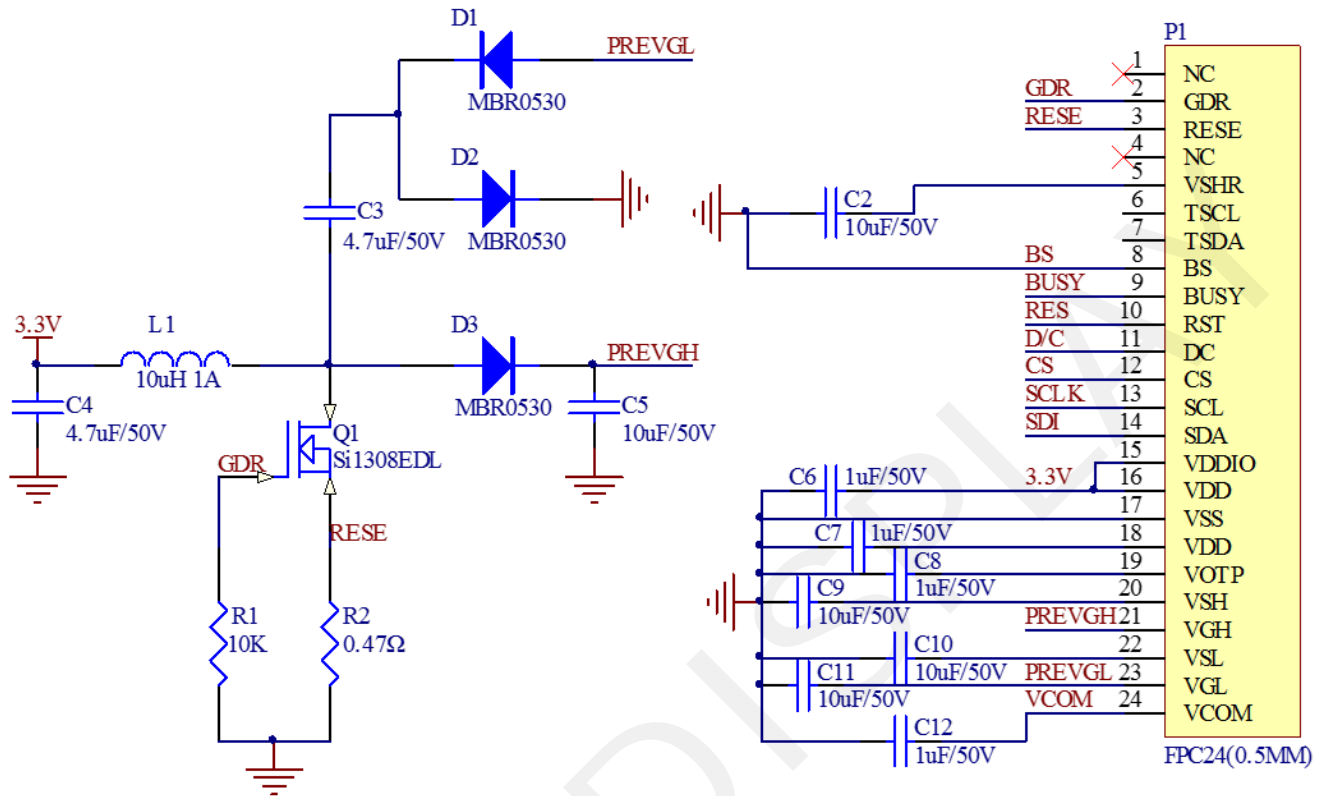 D1
PREVGL
MBR0530
D2
MBR0530
C3
4.7uF/50V
3.3V
L1
10uH 1A
D3
PREVGH
MBR0530
C4
4.7uF/50V
C5
10uF/50V
Q1
Si1308EDL
GDR
RESE
R1
10K
R2
0.47Ω
P1
1 NC
GDR 2 GDR
RESE 3 RESE
4 NC
5 VSHR
C2
10uF/50V
6 TSCL
7 TSDA
BS 8 BS
BUSY 9 BUSY
RES 10 RST
D/C 11 DC
CS 12 CS
SCLK 13 SCL
SDI 14 SDA
15 VDDIO
C6 1uF/50V 3.3V 16 VDD
17 VSS
C7 1uF/50V 18 VDD
C8 19 VOTP
1uF/50V
C9 20 VSH
10uF/50V
PREVGH 21 VGH
C10 22 VSL
10uF/50V
C11 PREVGL 23 VGL
10uF/50V
VCOM 24 VCOM
C12
1uF/50V
FPC24(0.5MM)
DISPLAY